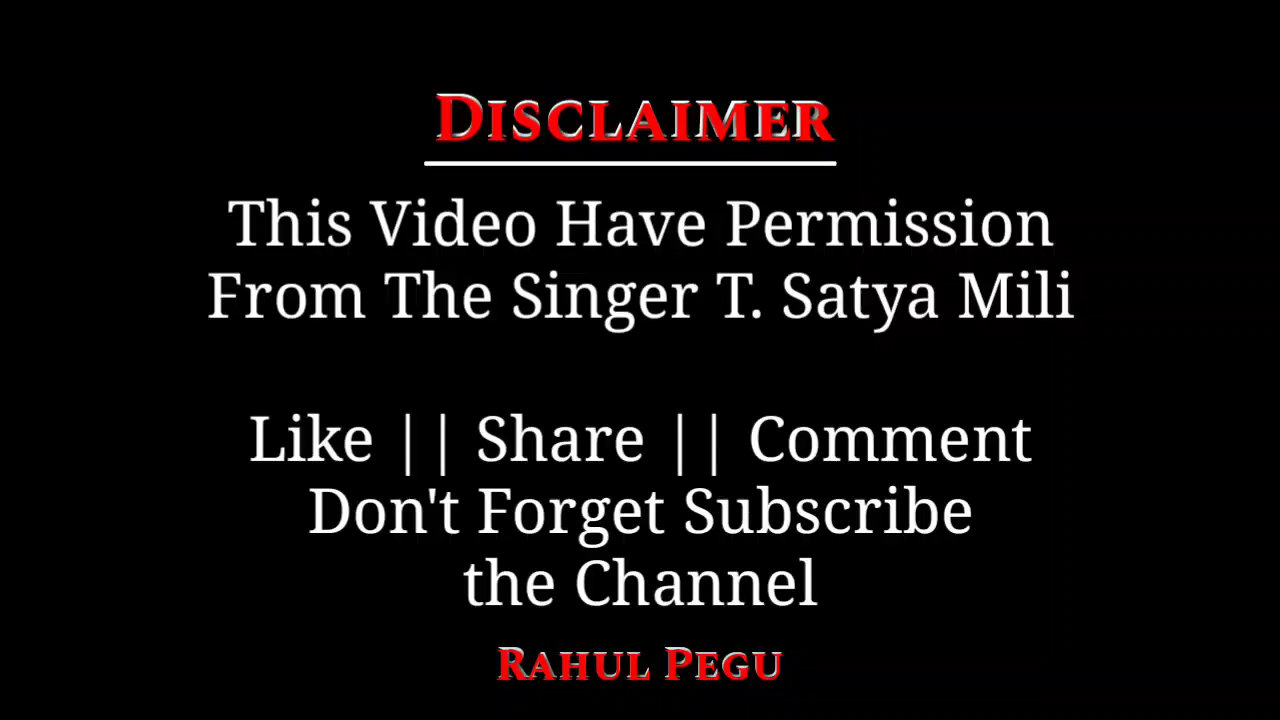 Disclaimer
This Video Have Permission
From The Singer T. Satya Mili
Like || Share || Comment
Don't Forget Subscribe
the Channel
Rahul Pegu